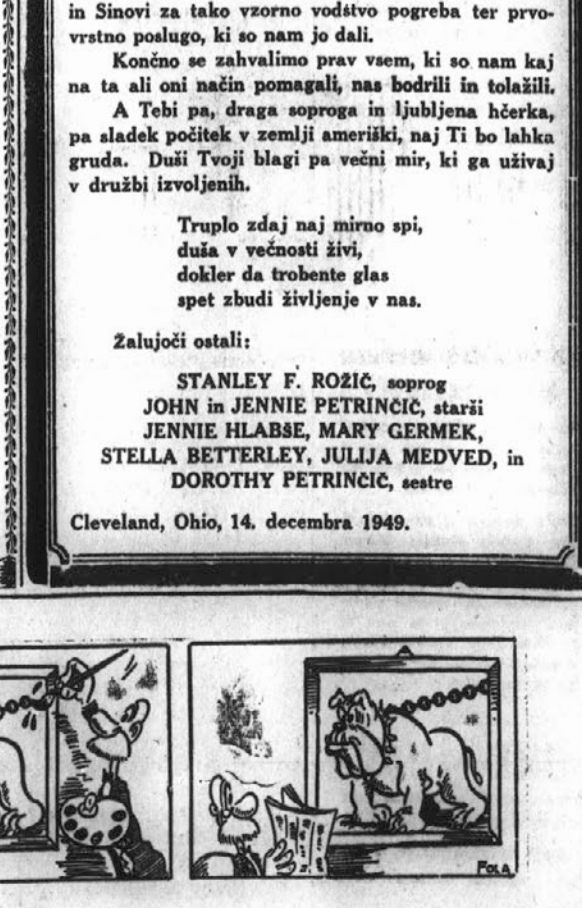 in Sinovi za tako vzorno vodstvo pogreba ter prvo-
vrstno poslugo, ki so nam jo dali.
Končno se zahvalimo prav vsem, ki so nam kaj
na ta ali oni način pomagali, nas bodrili in tolažili.
A Tebi pa, draga soproga in ljubljena hčerka,
pa sladek počitek v zemlji ameriški, naj Ti bo lahka
gruda. Duši Tvoji blagi pa večni mir, ki ga uživaj
v družbi izvoljenih.
Truplo zdaj naj mirno spi,
duša v večnosti živi,
dokler da trobente glas
spet zbudi življenje v nas.
Žalujoči ostali:
STANLEY F. ROŽIČ, soprog
JOHN in JENNIE PETRINČIČ, starši
JENNIE HLABŠE, MARY GERMEK,
STELLA BETTERLEY, JULIJA MEDVED, in
DOROTHY PETRINČIČ, sestre
Cleveland, Ohio, 14. decembra 1949.
FOLA